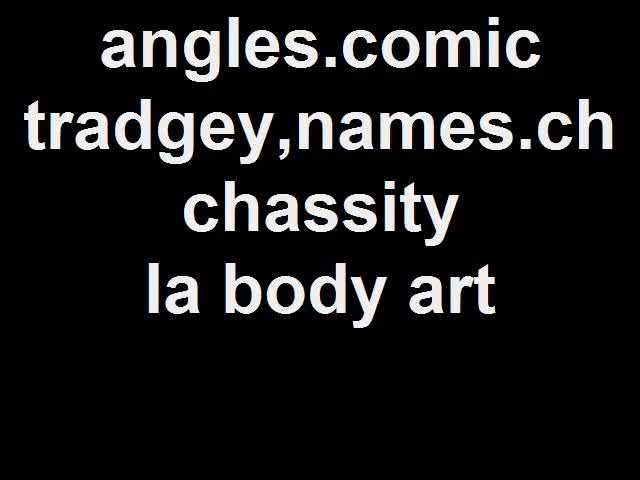 angles.comic
tradgey,names.ch
chassity
la body art